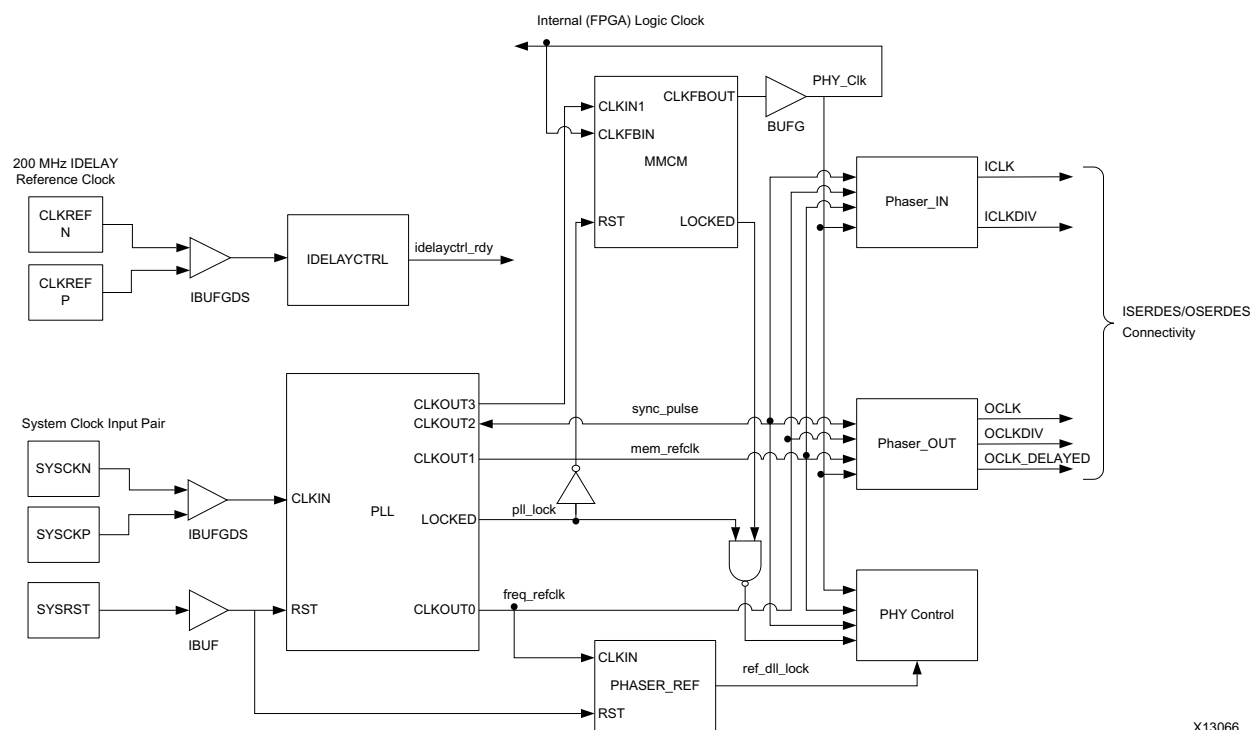 Internal (FPGA) Logic Clock
PHY_Clk
CLKFBOUT
CLKIN1
BUFG
CLKFBIN
MMCM
RST
LOCKED
200 MHz IDELAY
Reference Clock
CLKREF
N
CLKREF
P
IBUFGDS
IDELAYCTRL
idelayctrl_rdy
Phaser_IN
ICLK
ICLKDIV
ISERDES/OSERDES
Connectivity
System Clock Input Pair
SYSCKN
SYSCKP
IBUFGDS
SYSRST
IBUF
CLKIN
RST
PLL
CLKOUT3
CLKOUT2
CLKOUT1
LOCKED
CLKOUT0
sync_pulse
mem_refclk
pll_lock
freq_refclk
Phaser_OUT
OCLK
OCLKDIV
OCLK_DELAYED
PHY Control
CLKIN
PHASER_REF
RST
ref_dll_lock
X13066